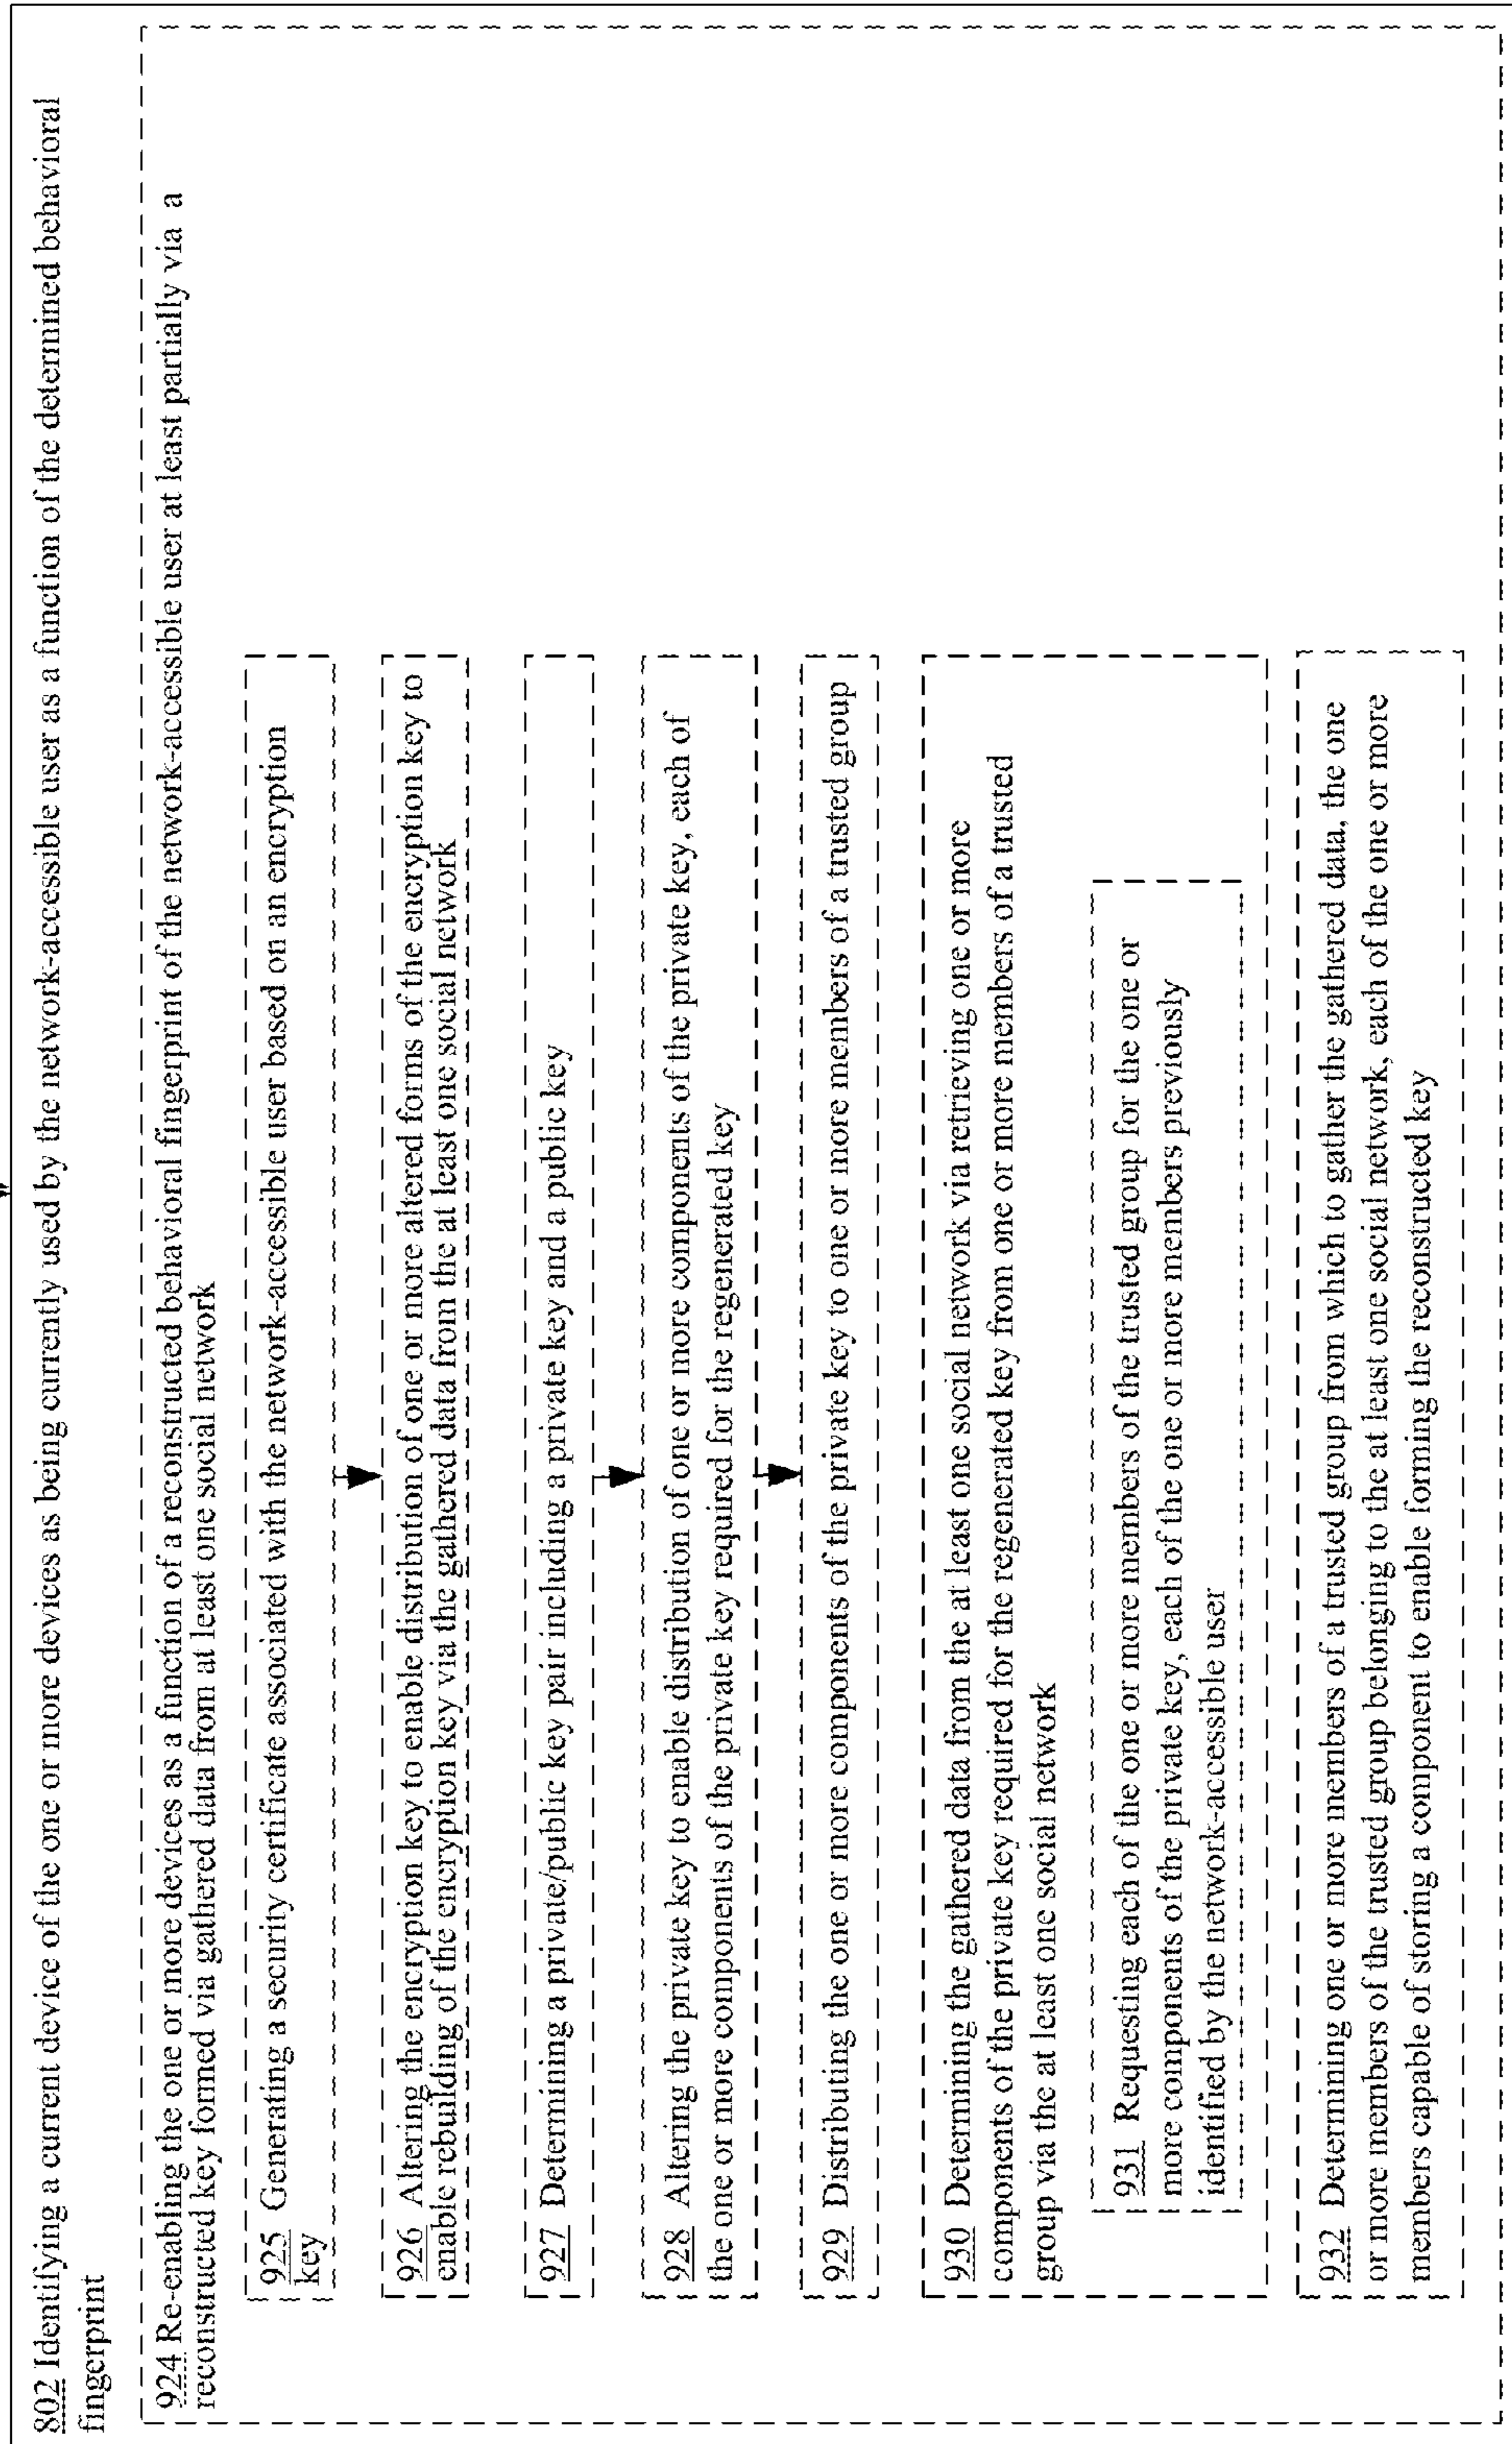 802 Identifying a current device of the one or more devices as being currently used by the network-accessible user as a function of the determined behavioral
fingerprint
924 Re-enabling the one or more devices as a function of a reconstructed behavioral fingerprint of the network-accessible user at least partially via a
reconstructed key formed via gathered data from at least one social network
925 Generating a security certificate associated with the network-accessible user based on an encryption
key
926 Altering the encryption key to enable distribution of one or more altered forms of the encryption key to
enable rebuilding of the encryption key via the gathered data from the at least one social network
927 Determining a private/public key pair including a private key and a public key
928 Altering the private key to enable distribution of one or more components of the private key, each of
the one or more components of the private key required for the regenerated key
929 Distributing the one or more components of the private key to one or more members of a trusted group
930 Determining the gathered data from the at least one social network via retrieving one or more
components of the private key required for the regenerated key from one or more members of a trusted
group via the at least one social network
931 Requesting each of the one or more members of the trusted group for the one or
more components of the private key, each of the one or more members previously
identified by the network-accessible user
932 Determining one or more members of a trusted group from which to gather the gathered data, the one
or more members of the trusted group belonging to the at least one social network, each of the one or more
members capable of storing a component to enable forming the reconstructed key